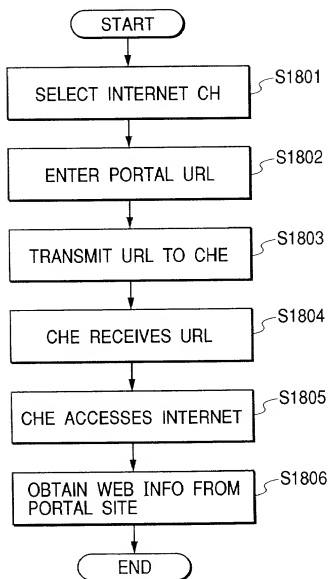 START
SELECT INTERNET CH
S1801
ENTER PORTAL URL
S1802
TRANSMIT URL TO CHE
S1803
CHE RECEIVES URL
S1804
CHE ACCESSES INTERNET
S1805
OBTAIN WEB INFO FROM
PORTAL SITE
S1806
END